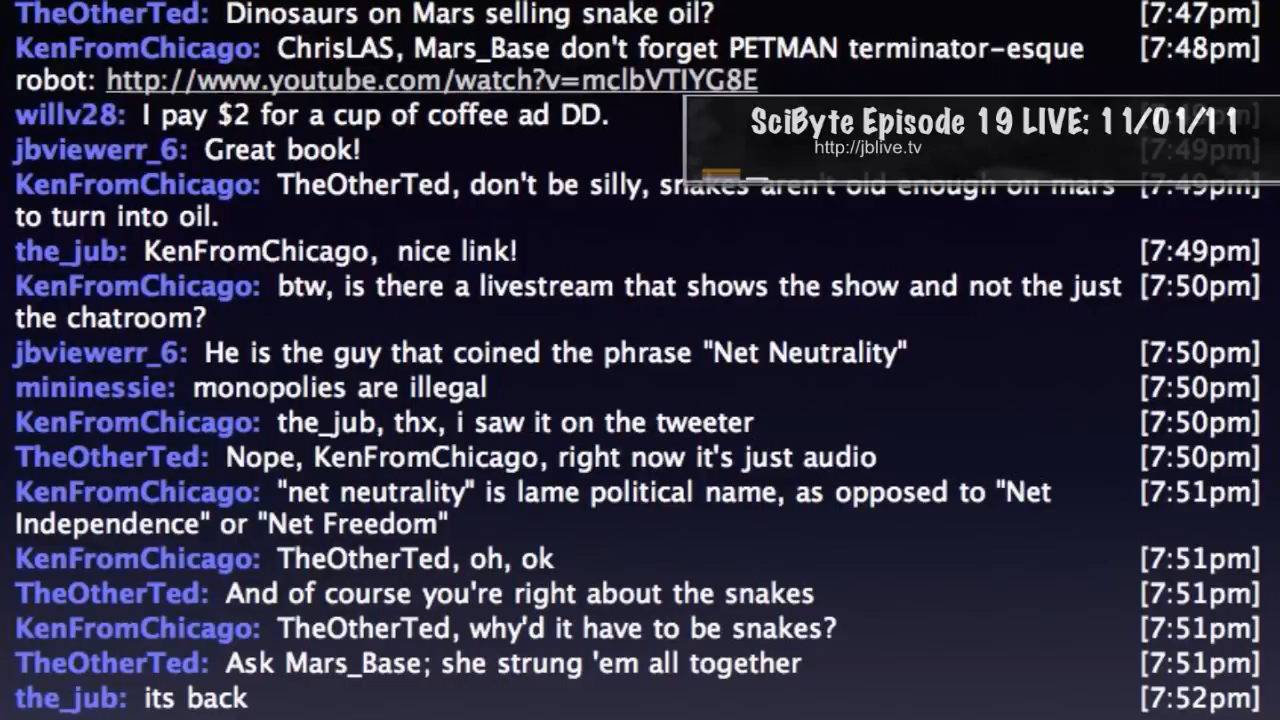 TheOtherTed: Dinosaurs on Mars selling snake oil? [7:47pm]
KenFromChicago: ChrisLAS, Mars_Base don't forget PETMAN terminator-esque [7:48pm]
robot: http://www.youtube.com/watch?v=mclbVTIYG8E
willv28: I pay $2 for a cup of coffee ad DD.
SciByte Episode 19 LIVE: 11/01/11
http://jblive.tv
jbviewerr_6: Great book! [7:49pm]
KenFromChicago: TheOtherTed, don't be silly, snakes aren't old enough on mars [7:49pm]
to turn into oil.
the_jub: KenFromChicago, nice link! [7:49pm]
KenFromChicago: btw, is there a livestream that shows the show and not the just [7:50pm]
the chatroom?
jbviewerr_6: He is the guy that coined the phrase "Net Neutrality" [7:50pm]
mininessie: monopolies are illegal [7:50pm]
KenFromChicago: the_jub, thx, i saw it on the tweeter [7:50pm]
TheOtherTed: Nope, KenFromChicago, right now it's just audio [7:50pm]
KenFromChicago: "net neutrality" is lame political name, as opposed to "Net [7:51pm]
Independence" or "Net Freedom"
KenFromChicago: TheOtherTed, oh, ok [7:51pm]
TheOtherTed: And of course you're right about the snakes [7:51pm]
KenFromChicago: TheOtherTed, why'd it have to be snakes? [7:51pm]
TheOtherTed: Ask Mars_Base; she strung 'em all together [7:51pm]
the_jub: its back [7:52pm]